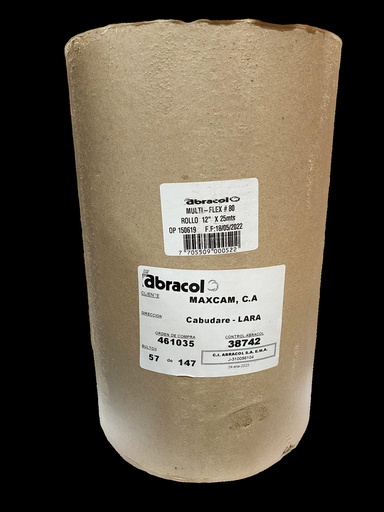 abracol
MULTI-FLEX # 80
ROLLO 12" X 25mts
OP 150619 F.F:18/05/2022
7 705509 000522
abracol
CLIENTE
MAXCAM, C.A
DIRECCION
Cabudare - LARA
ORDEN DE COMPRA CONTROL ABRACOL
461035 38742
BULTOS
57 de 147
C.I. ABRACOL S.A, E.M.A.
J-310096104